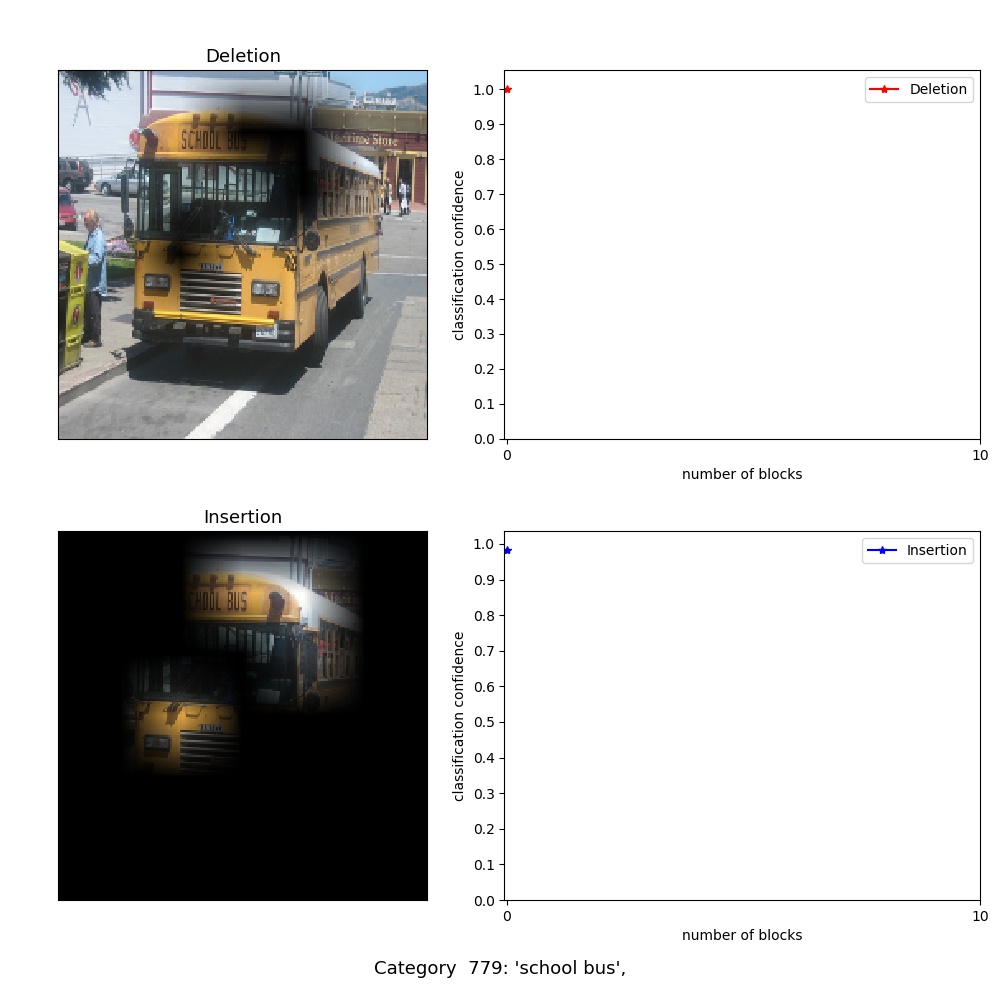 Deletion
SCHOOL BUS
Maritime Store
Deletion
1.0
0.9
0.8
0.7
0.6
0.5
0.4
0.3
0.2
0.1
0.0
classification confidence
0
10
number of blocks
Insertion
CHOOL BUS
Insertion
1.0
0.9
0.8
0.7
0.6
0.5
0.4
0.3
0.2
0.1
0.0
classification confidence
0
10
number of blocks
Category  779: 'school bus',